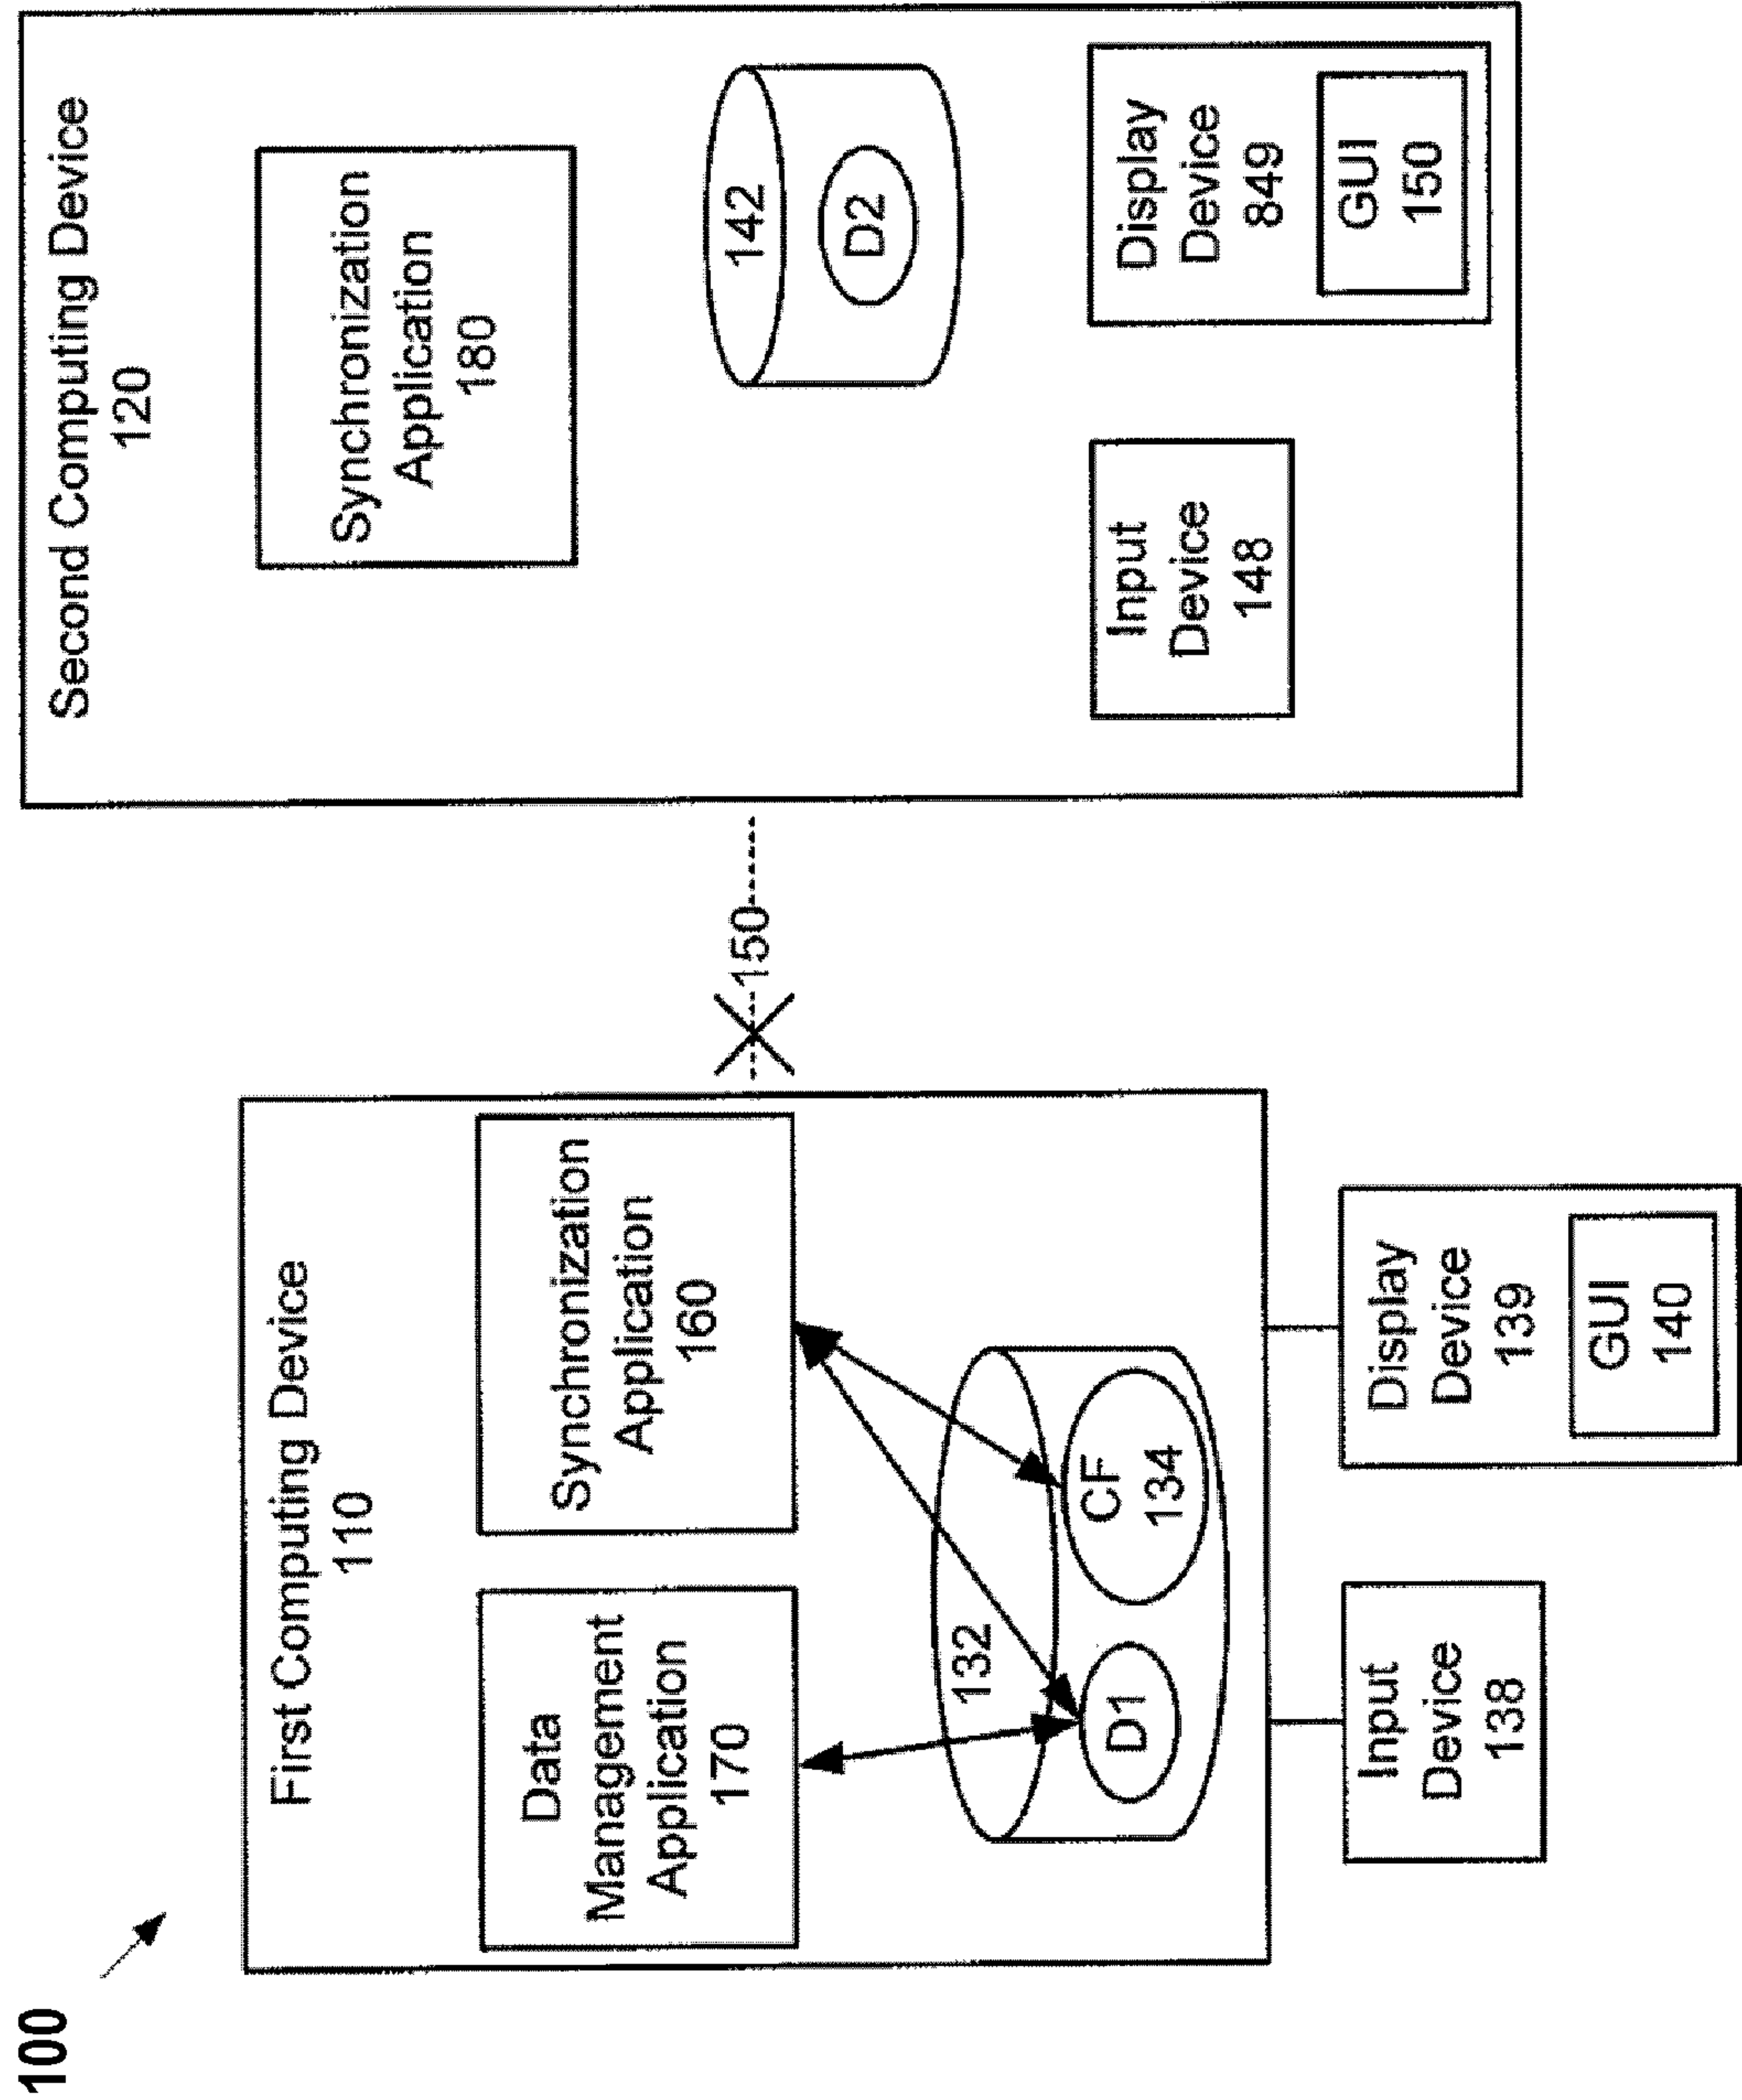 100
First Computing Device
110
Data
Management
Application
170
Synchronization
Application
160
132
D1
CF
134
Input
Device
138
Display
Device
139
GUI
140
150
Second Computing Device
120
Synchronization
Application
180
142
D2
Input
Device
148
Display
Device
849
GUI
150